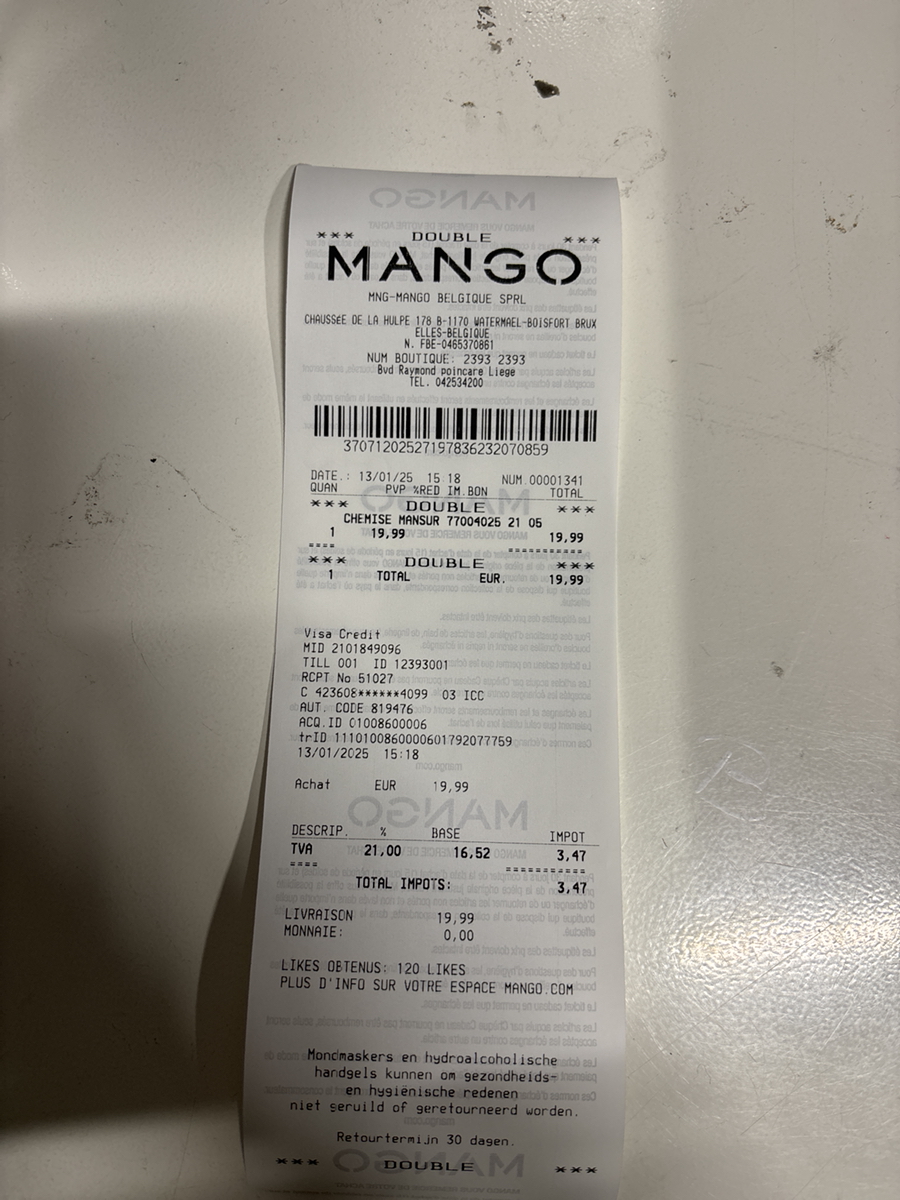 *** DOUBLE ***
MANGO
MNG-MANGO BELGIQUE SPRL
CHAUSSéE DE LA HULPE 178 B-1170 WATERMAEL-BOISFORT BRUX
ELLES-BELGIQUE
N. FBE-0465370861
NUM BOUTIQUE: 2393 2393
Bvd Raymond poincare Liege
TEL. 042534200
37071202527197836232070859
DATE.: 13/01/25 15 18 NUM.00001341
QUAN PVP %RED IM.BON TOTAL
*** DOUBLE ***
CHEMISE MANSUR 77004025 21 05
1 19,99 19,99
==== ===========
*** DOUBLE ***
1 TOTAL EUR. 19,99
Visa Credit
MID 2101849096
TILL 001 ID 12393001
RCPT No 51027
C 423608******4099 03 ICC
AUT. CODE 819476
ACQ.ID 01008600006
trID 1110100860000601792077759
13/01/2025 15:18
Achat EUR 19,99
DESCRIP. % BASE IMPOT
TVA 21,00 16,52 3,47
==== ===========
TOTAL IMPOTS: 3,47
LIVRAISON 19,99
MONNAIE: 0,00
LIKES OBTENUS: 120 LIKES
PLUS D'INFO SUR VOTRE ESPACE MANGO.COM
Mondmaskers en hydroalcoholische
handgels kunnen om gezondheids-
en hygiënische redenen
niet geruild of geretourneerd worden.
Retourtermijn 30 dagen.
*** DOUBLE ***